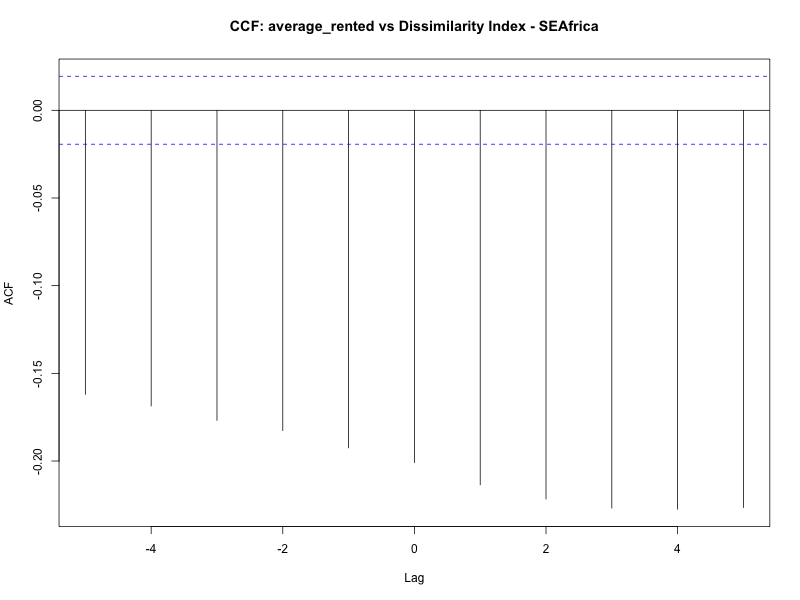 CCF: average_rented vs Dissimilarity Index - SEAfrica
ACF
0.00
-0.05
-0.10
-0.15
-0.20
-4 -2 0 2 4
Lag